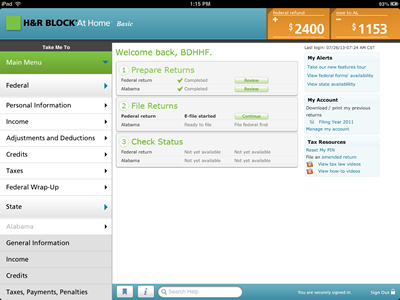 iPad
1:15 PM
93%
H&R BLOCK At Home Basic
federal refund
+ $2400
owe to AL
- $1153
Take Me To
Main Menu
Federal
Personal Information
Income
Adjustments and Deductions
Credits
Taxes
Federal Wrap-Up
State
Alabama
General Information
Income
Credits
Taxes, Payments, Penalties
Last login: 07/26/13-07:24 AM CST
Welcome back, BDHHF.
1 Prepare Returns
Federal return Completed Review
Alabama Completed Review
2 File Returns
Federal return E-file started Continue
Alabama Ready to file File federal first
3 Check Status
Federal return Not yet available Not yet available
Alabama Not yet available Not yet available
My Alerts
Take our new features tour
View federal forms' availability
View state availability
My Account
Download / print my previous
returns
Filing Year 2011
Manage my account
Tax Resources
Reset My PIN
File an amended return
View tax law videos
View how-to videos
i
Search Help
You are securely signed in.
Sign Out